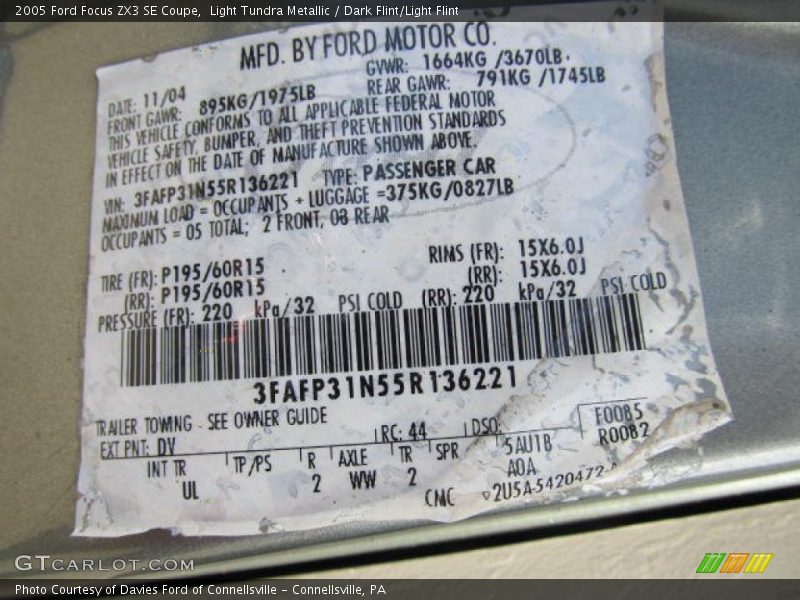 2005 Ford Focus ZX3 SE Coupe,  Light Tundra Metallic / Dark Flint/Light Flint
MFD. BY FORD MOTOR CO.
DATE: 11/04 GVWR: 1664KG /3670LB
FRONT GAWR: 895KG/1975LB REAR GAWR: 791KG /1745LB
THIS VEHICLE CONFORMS TO ALL APPLICABLE FEDERAL MOTOR
VEHICLE SAFETY, BUMPER, AND THEFT PREVENTION STANDARDS
IN EFFECT ON THE DATE OF MANUFACTURE SHOWN ABOVE.
VIN: 3FAFP31N55R136221 TYPE: PASSENGER CAR
MAXIMUM LOAD = OCCUPANTS + LUGGAGE =375KG/0827LB
OCCUPANTS = 05 TOTAL; 2 FRONT, 03 REAR
TIRE (FR): P195/60R15 RIMS (FR): 15X6.0J
(RR): P195/60R15 (RR): 15X6.0J
PRESSURE (FR): 220 kPa/32 PSI COLD (RR): 220 kPa/32 PSI COLD
3FAFP31N55R136221
TRAILER TOWING - SEE OWNER GUIDE
EXT PNT: DV RC: 44 DSO: F0085
R0082
INT TR TP/PS R AXLE TR SPR 5AU1B
UL 2 WW 2 A0A
CMC 2U5A-5420472-A
GTCARLOT.COM
Photo Courtesy of Davies Ford of Connellsville - Connellsville, PA